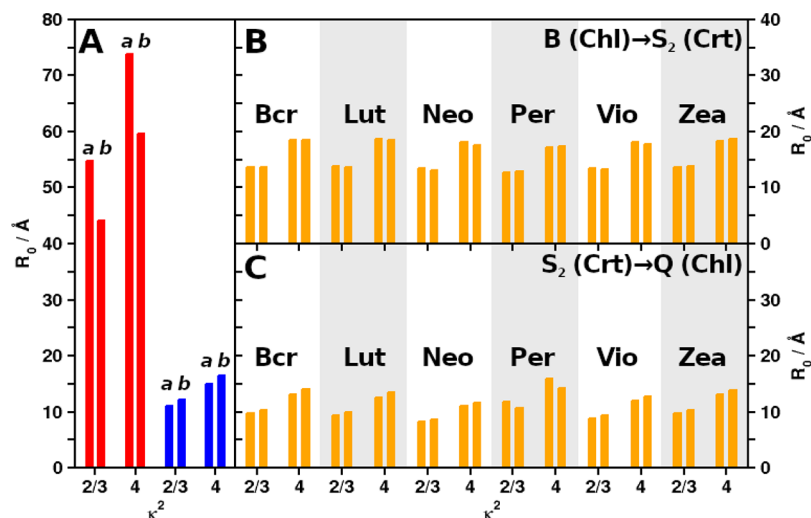 A
a b
a b
a b
a b
80
70
60
50
40
30
20
10
0
R0 / Å
2/3 4 2/3 4
κ²
B
B (Chl)→S2 (Crt)
Bcr Lut Neo Per Vio Zea
40
30
20
10
0
R0 / Å
C
S2 (Crt)→Q (Chl)
Bcr Lut Neo Per Vio Zea
30
20
10
0
R0 / Å
2/3 4 2/3 4 2/3 4 2/3 4 2/3 4 2/3 4
κ²